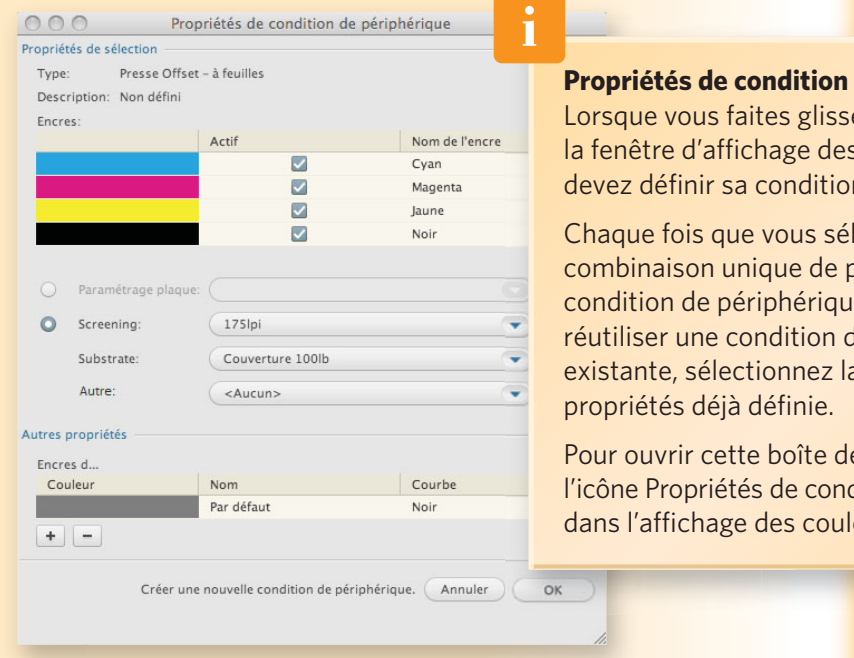 Propriétés de condition de périphérique
Propriétés de sélection
Type: Presse Offset – à feuilles
Description: Non défini
Encres:
Actif Nom de l'encre
Cyan
Magenta
Jaune
Noir
Paramétrage plaque:
Screening: 175lpi
Substrate: Couverture 100lb
Autre: <Aucun>
Autres propriétés
Encres d...
Couleur Nom Courbe
Par défaut Noir
+ −
Créer une nouvelle condition de périphérique. Annuler OK
i
Propriétés de condition
Lorsque vous faites glisse
la fenêtre d'affichage des
devez définir sa condition
Chaque fois que vous sél
combinaison unique de p
condition de périphériqu
réutiliser une condition d
existante, sélectionnez la
propriétés déjà définie.
Pour ouvrir cette boîte de
l'icône Propriétés de cond
dans l'affichage des coul